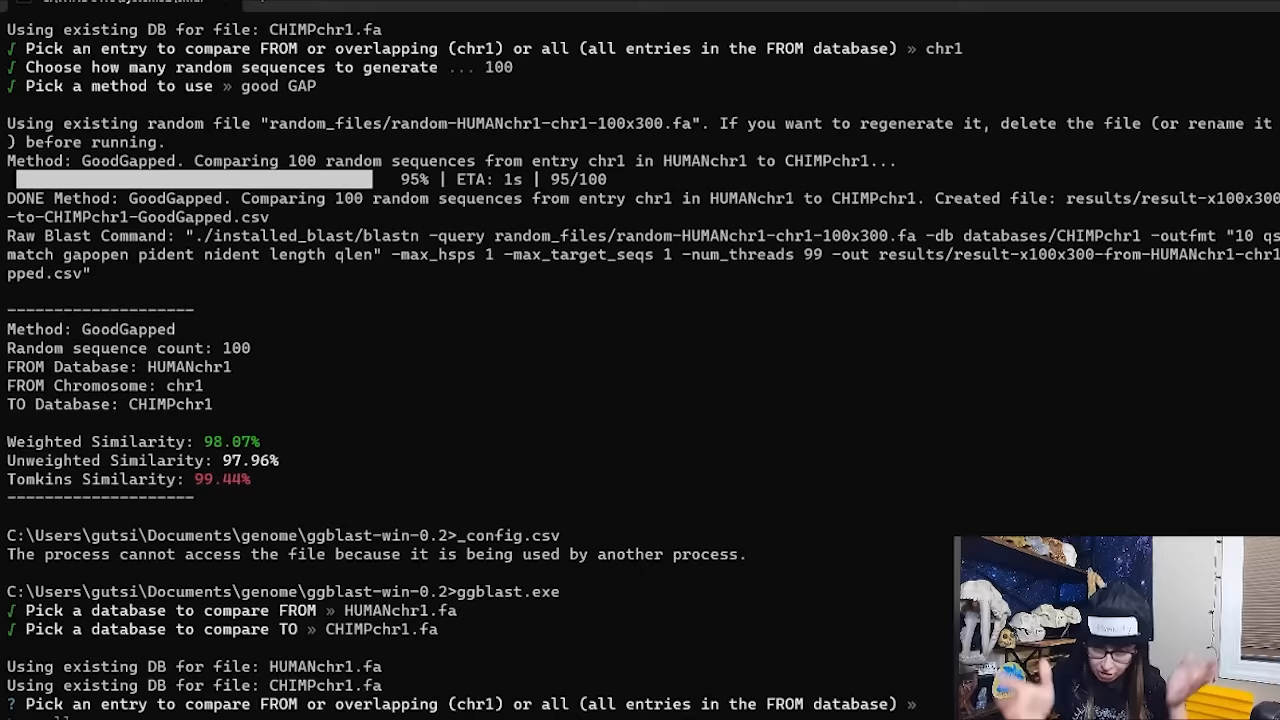 Using existing DB for file: CHIMPchr1.fa
√ Pick an entry to compare FROM or overlapping (chr1) or all (all entries in the FROM database) » chr1
√ Choose how many random sequences to generate ... 100
√ Pick a method to use » good GAP
Using existing random file "random_files/random-HUMANchr1-chr1-100x300.fa". If you want to regenerate it, delete the file (or rename it
) before running.
Method: GoodGapped. Comparing 100 random sequences from entry chr1 in HUMANchr1 to CHIMPchr1...
95% | ETA: 1s | 95/100
DONE Method: GoodGapped. Comparing 100 random sequences from entry chr1 in HUMANchr1 to CHIMPchr1. Created file: results/result-x100x300
-to-CHIMPchr1-GoodGapped.csv
Raw Blast Command: "./installed_blast/blastn -query random_files/random-HUMANchr1-chr1-100x300.fa -db databases/CHIMPchr1 -outfmt "10 qs
match gapopen pident nident length qlen" -max_hsps 1 -max_target_seqs 1 -num_threads 99 -out results/result-x100x300-from-HUMANchr1-chr1
pped.csv"
--------------------
Method: GoodGapped
Random sequence count: 100
FROM Database: HUMANchr1
FROM Chromosome: chr1
TO Database: CHIMPchr1
Weighted Similarity: 98.07%
Unweighted Similarity: 97.96%
Tomkins Similarity: 99.44%
--------------------
C:\Users\gutsi\Documents\genome\ggblast-win-0.2>_config.csv
The process cannot access the file because it is being used by another process.
C:\Users\gutsi\Documents\genome\ggblast-win-0.2>ggblast.exe
√ Pick a database to compare FROM » HUMANchr1.fa
√ Pick a database to compare TO » CHIMPchr1.fa
Using existing DB for file: HUMANchr1.fa
Using existing DB for file: CHIMPchr1.fa
? Pick an entry to compare FROM or overlapping (chr1) or all (all entries in the FROM database) »